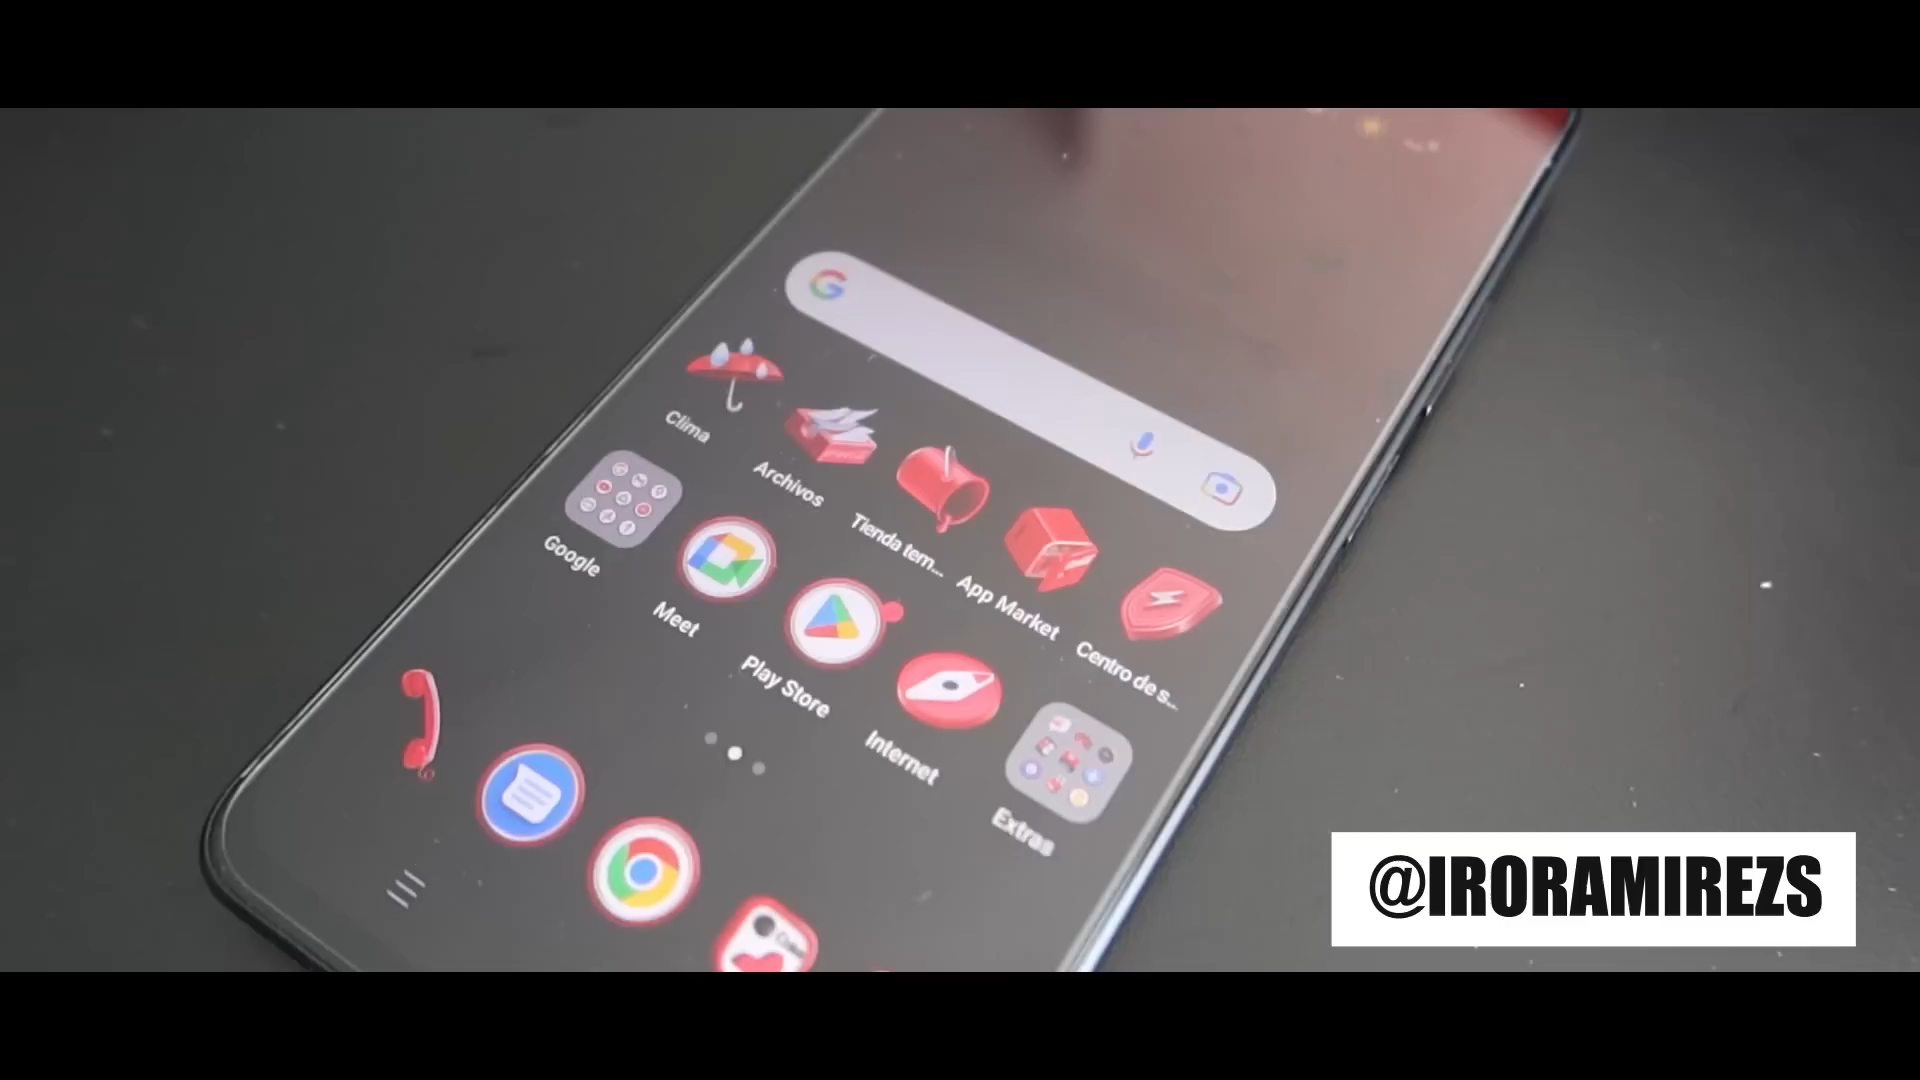 Clima
Archivos
Tienda tem...
App Market
Centro de s...
Google
Meet
Play Store
Internet
Extras
@IRORAMIREZS